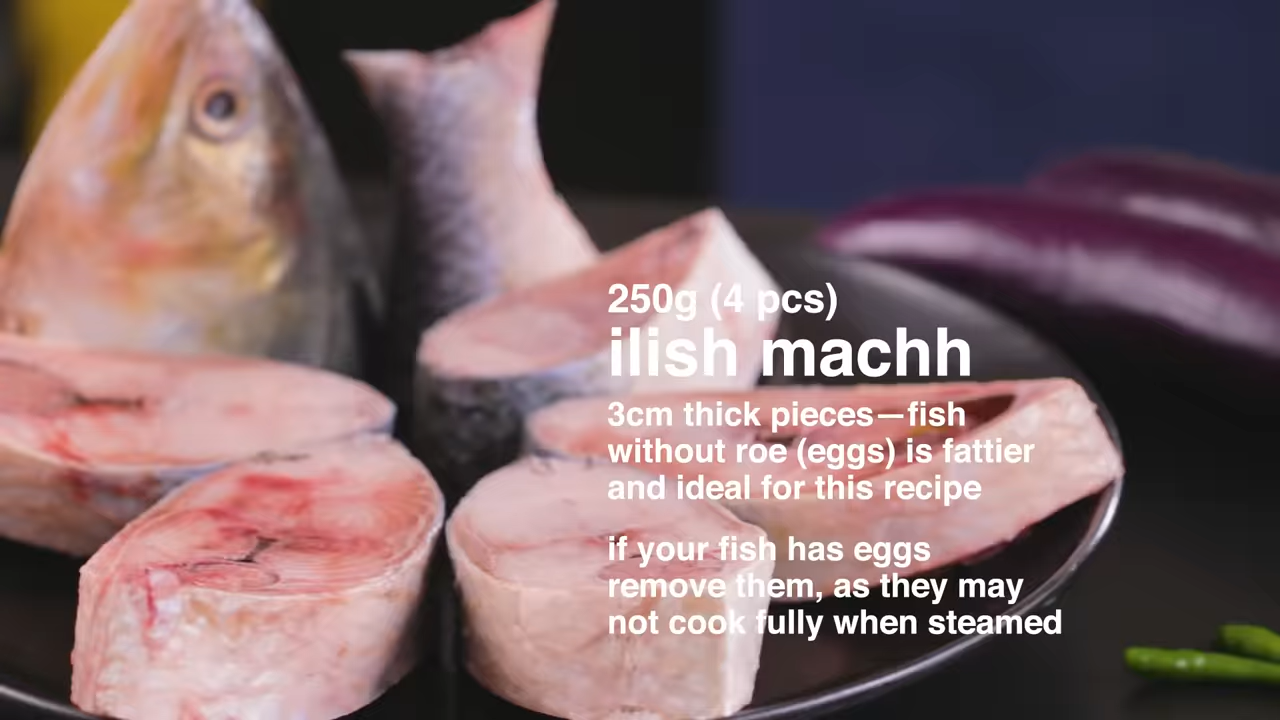 250g (4 pcs)
ilish machh
3cm thick pieces—fish
without roe (eggs) is fattier
and ideal for this recipe
if your fish has eggs
remove them, as they may
not cook fully when steamed